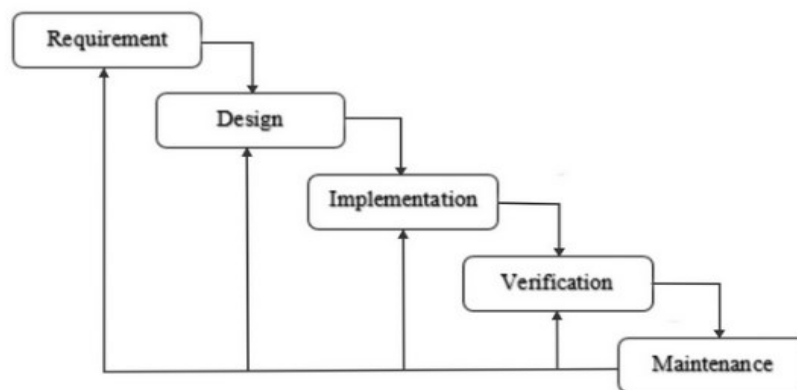 Requirement
Design
Implementation
Verification
Maintenance